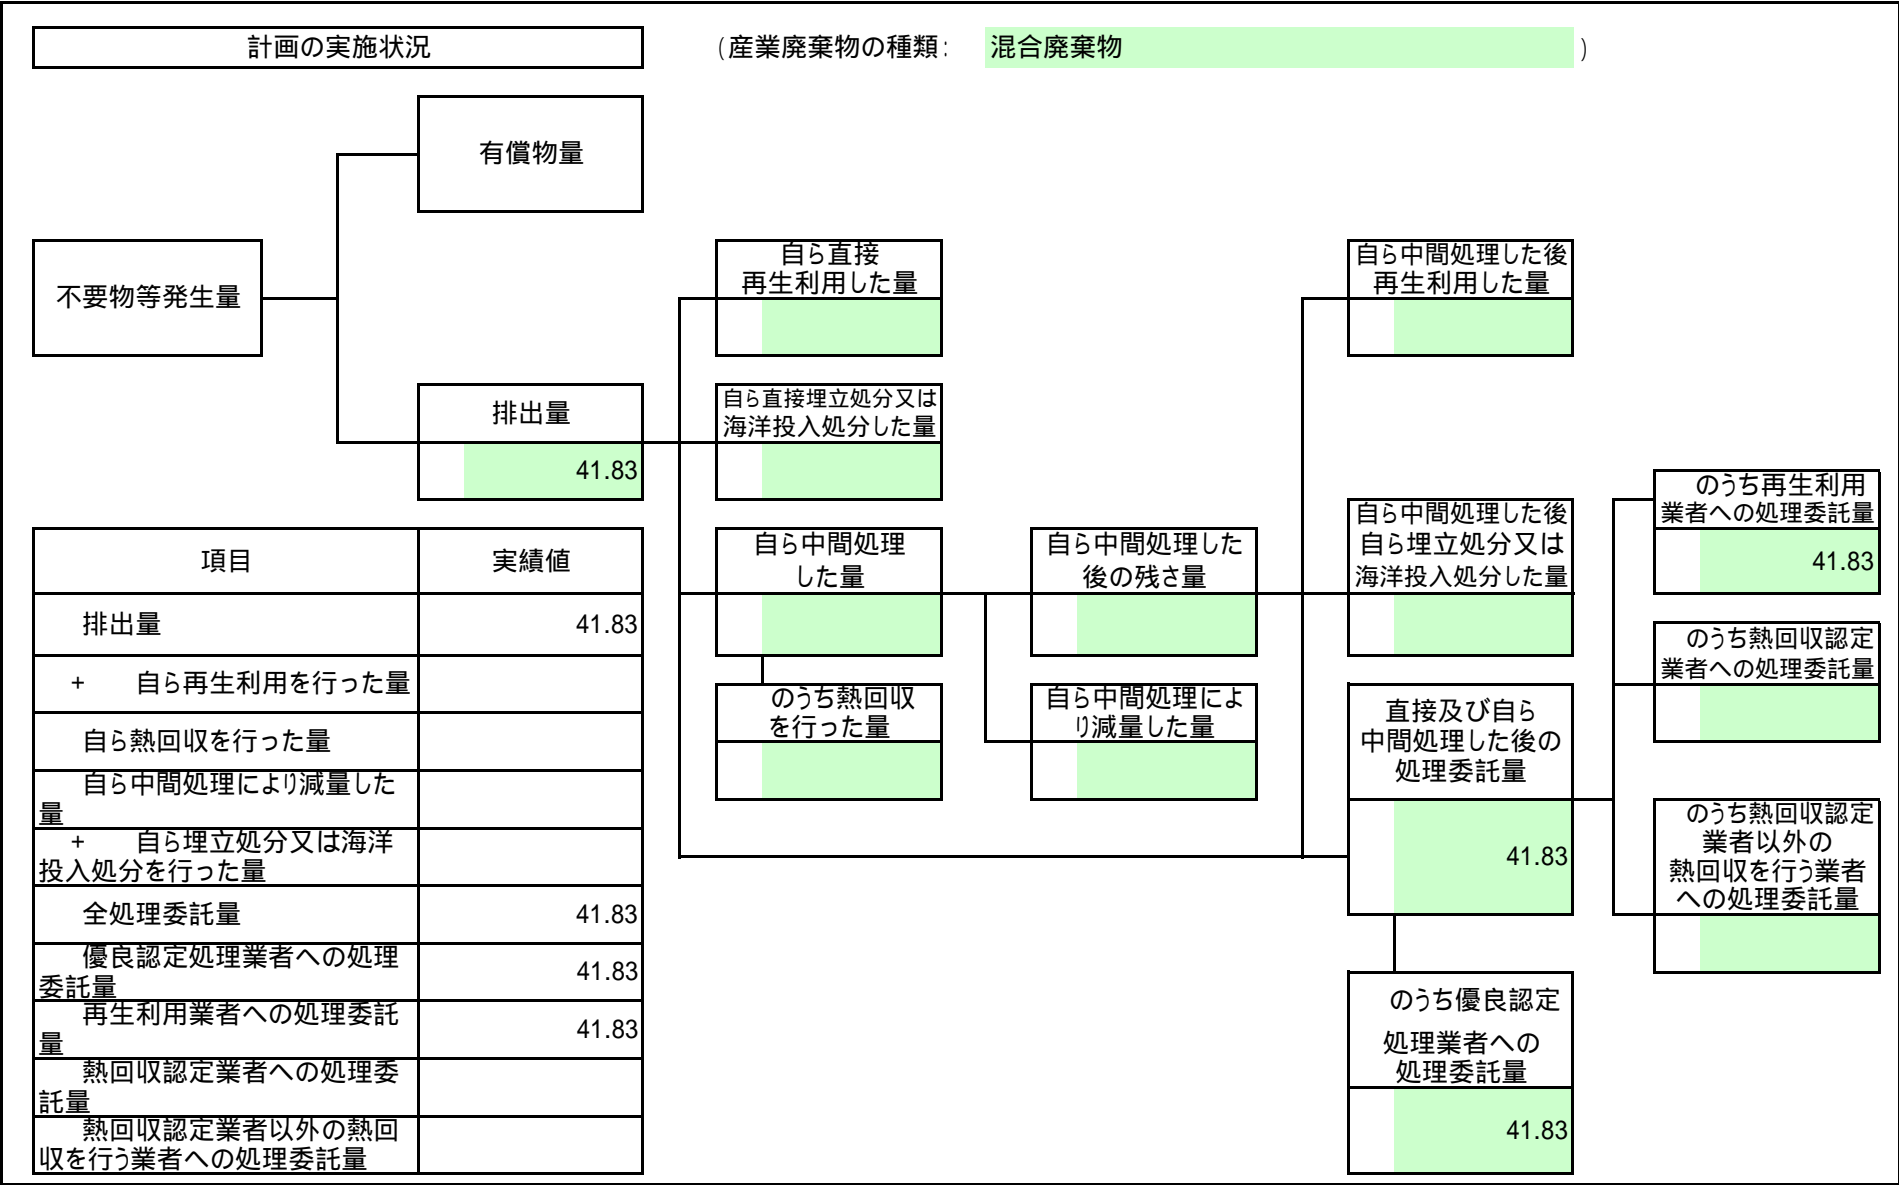 計画の実施状況
(産業廃棄物の種類: 混合廃棄物 )
有償物量
不要物等発生量
排出量
41.83
自ら直接
再生利用した量
自ら直接埋立処分又は
海洋投入処分した量
自ら中間処理
した量
のうち熱回収
を行った量
自ら中間処理した
後の残さ量
自ら中間処理によ
り減量した量
自ら中間処理した後
再生利用した量
自ら中間処理した後
自ら埋立処分又は
海洋投入処分した量
直接及び自ら
中間処理した後の
処理委託量
41.83
のうち優良認定
処理業者への
処理委託量
41.83
のうち再生利用
業者への処理委託量
41.83
のうち熱回収認定
業者への処理委託量
のうち熱回収認定
業者以外の
熱回収を行う業者
への処理委託量
項目 実績値
排出量 41.83
+ 自ら再生利用を行った量
自ら熱回収を行った量
自ら中間処理により減量した
量
+ 自ら埋立処分又は海洋
投入処分を行った量
全処理委託量 41.83
優良認定処理業者への処理
委託量 41.83
再生利用業者への処理委託
量 41.83
熱回収認定業者への処理委
託量
熱回収認定業者以外の熱回
収を行う業者への処理委託量